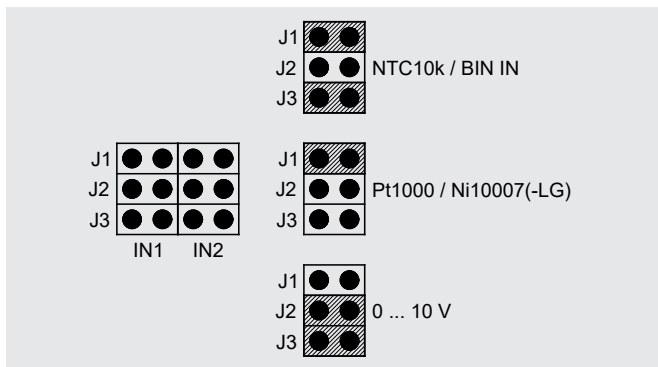 J1
J2 NTC10k / BIN IN
J3
J1
J2
J3
IN1 IN2
J1
J2 Pt1000 / Ni10007(-LG)
J3
J1
J2 0 ... 10 V
J3